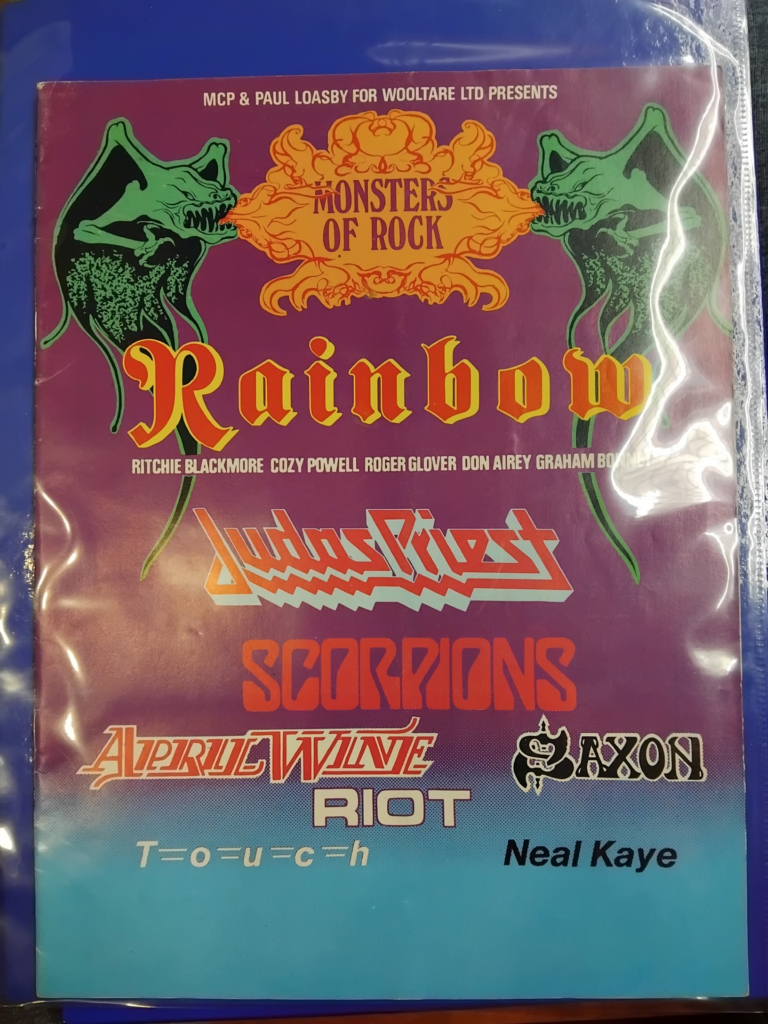 MCP & PAUL LOASBY FOR WOOLTARE LTD PRESENTS
MONSTERS
OF ROCK
Rainbow
RITCHIE BLACKMORE COZY POWELL ROGER GLOVER DON AIREY GRAHAM
Judas Priest
SCORPIONS
APRIL WINE
SAXON
RIOT
T=o=u=c=h
Neal Kaye